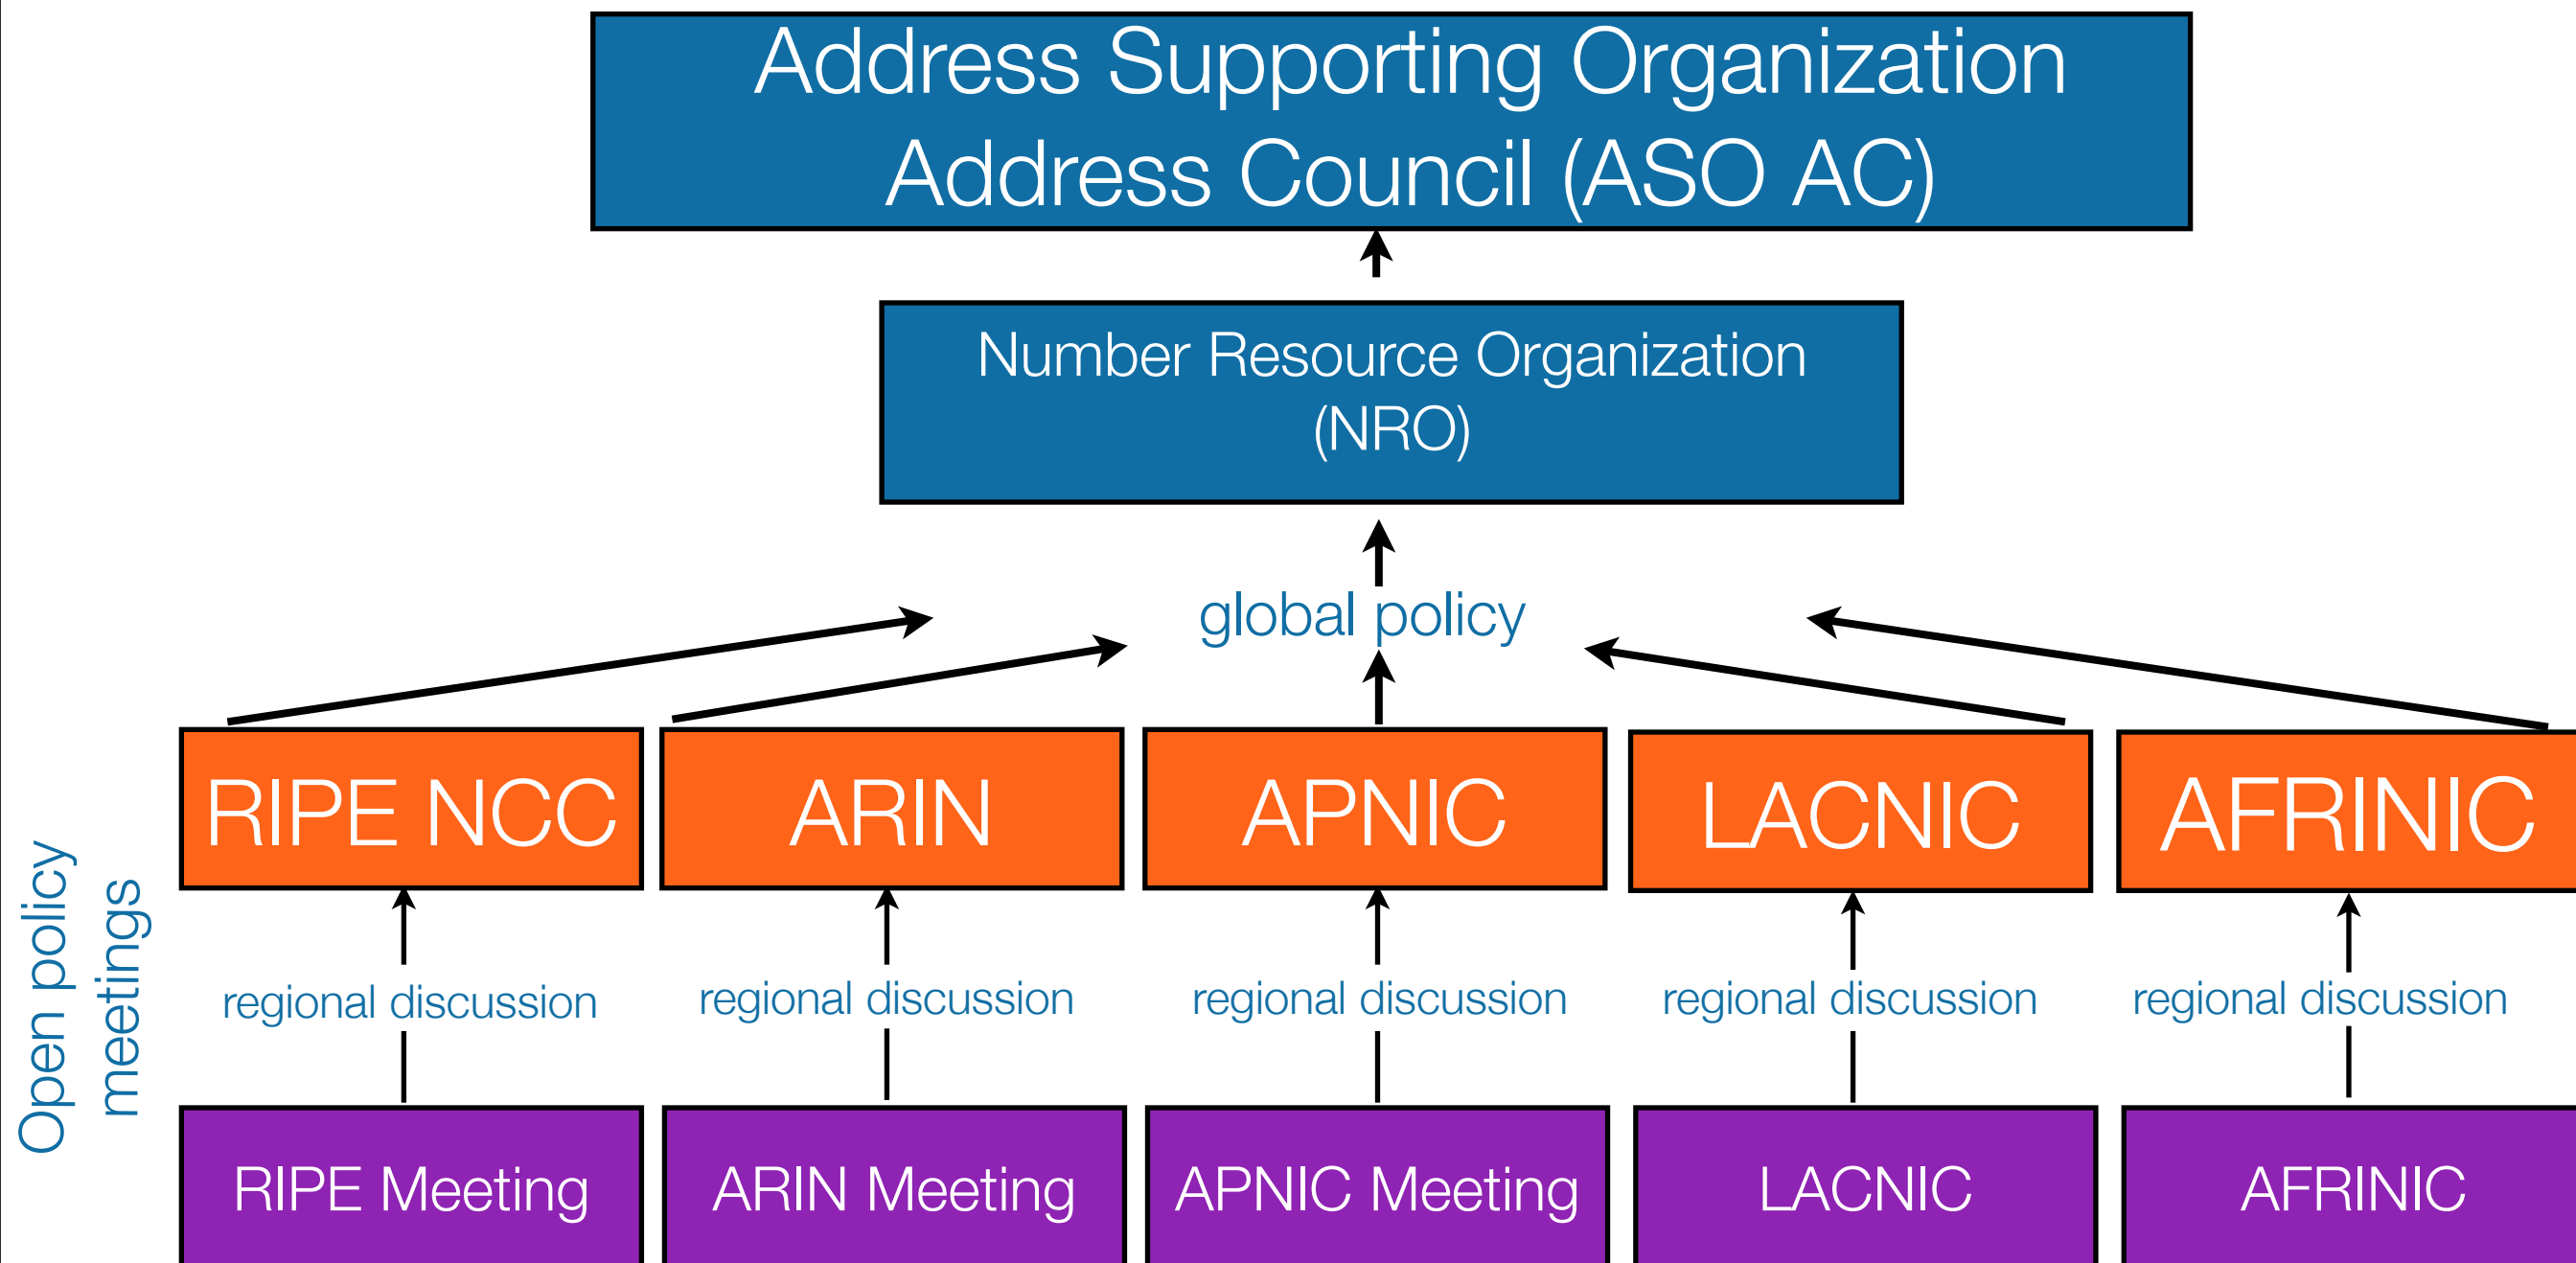 Address Supporting Organization
Address Council (ASO AC)
Number Resource Organization
(NRO)
global policy
RIPE NCC
ARIN
APNIC
LACNIC
AFRINIC
Open policy
meetings
regional discussion
regional discussion
regional discussion
regional discussion
regional discussion
RIPE Meeting
ARIN Meeting
APNIC Meeting
LACNIC
AFRINIC